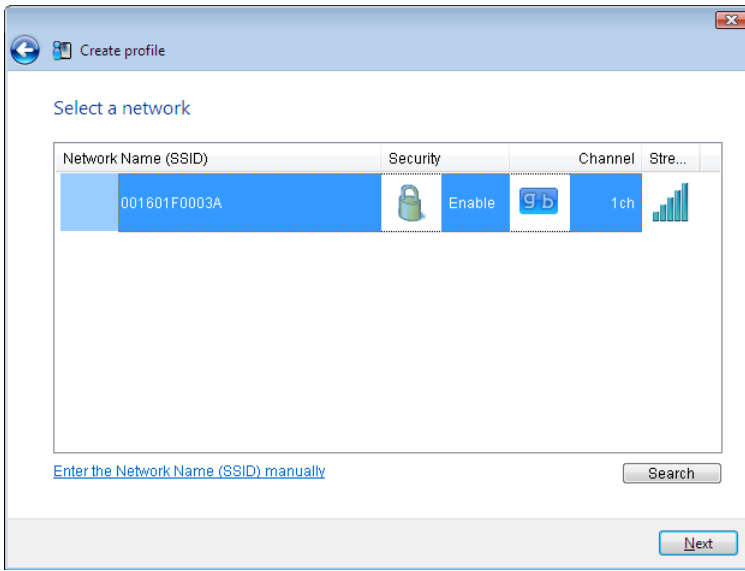 Create profile
Select a network
Network Name (SSID) Security Channel Stre...
001601F0003A Enable g b 1ch
Enter the Network Name (SSID) manually Search
Next